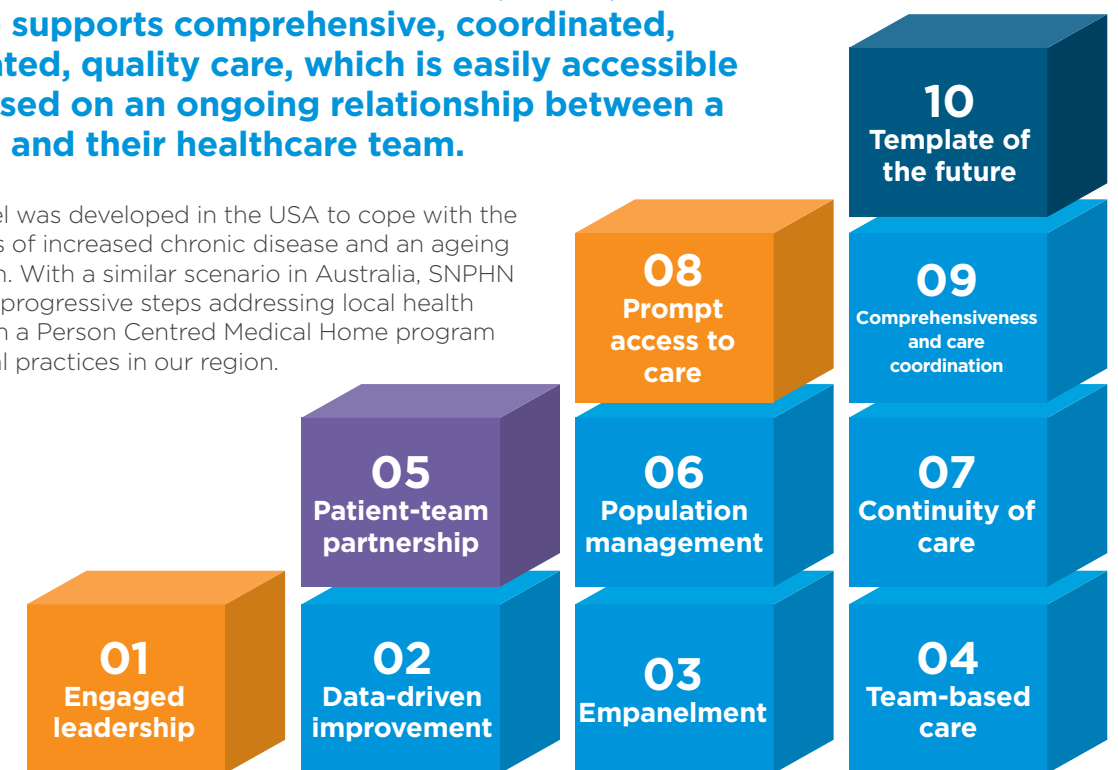 supports comprehensive, coordinated,
quality care, which is easily accessible
on an ongoing relationship between a
and their healthcare team.
was developed in the USA to cope with the
of increased chronic disease and an ageing
With a similar scenario in Australia, SNPHN
progressive steps addressing local health
a Person Centred Medical Home program
practices in our region.
10
Template of
the future
08
Prompt
access to
care
09
Comprehensiveness
and care
coordination
05
Patient-team
partnership
06
Population
management
07
Continuity of
care
01
Engaged
leadership
02
Data-driven
improvement
03
Empanelment
04
Team-based
care